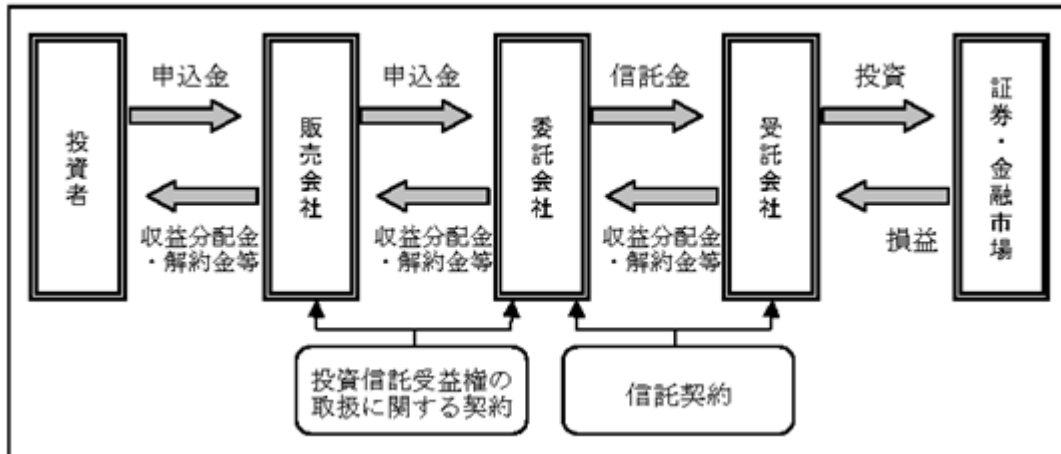 申込金
申込金
信託金
投資
投資者
販売会社
委託会社
受託会社
証券・金融市場
収益分配金
・解約金等
収益分配金
・解約金等
収益分配金
・解約金等
損益
投資信託受益権の
取扱に関する契約
信託契約